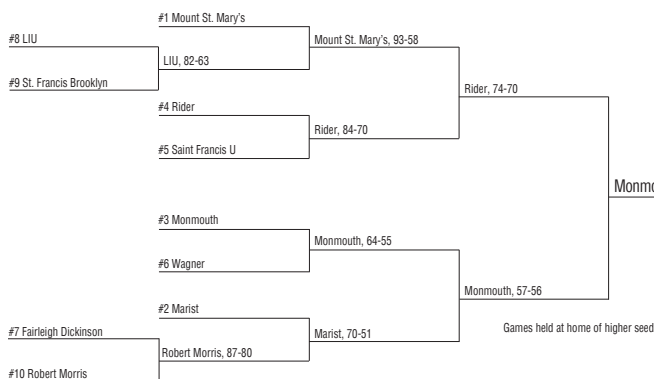 #1 Mount St. Mary's
#8 LIU
Mount St. Mary's, 93-58
LIU, 82-63
#9 St. Francis Brooklyn
Rider, 74-70
#4 Rider
Rider, 84-70
#5 Saint Francis U
Monmo
#3 Monmouth
Monmouth, 64-55
#6 Wagner
Monmouth, 57-56
#2 Marist
Games held at home of higher seed
#7 Fairleigh Dickinson
Marist, 70-51
Robert Morris, 87-80
#10 Robert Morris